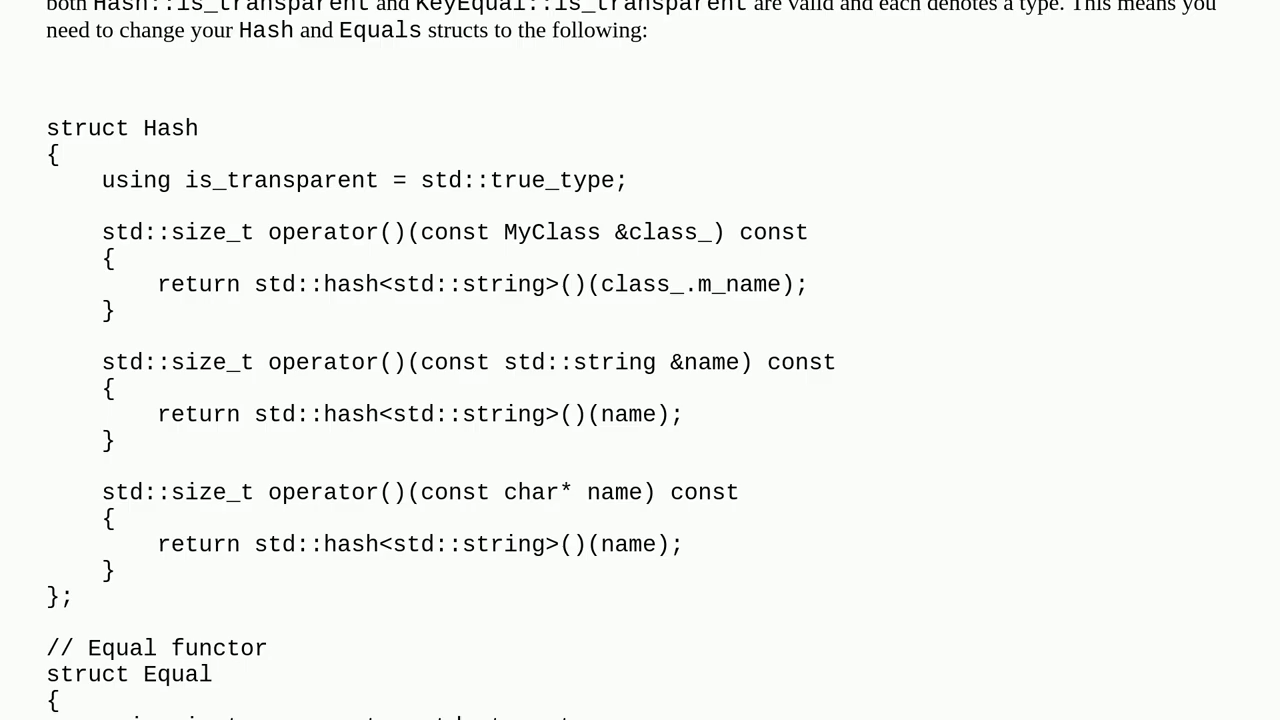 both Hash::is_transparent and KeyEqual::is_transparent are valid and each denotes a type. This means you
need to change your Hash and Equals structs to the following:
struct Hash
{
    using is_transparent = std::true_type;
    std::size_t operator()(const MyClass &class_) const
    {
        return std::hash<std::string>()(class_.m_name);
    }
    std::size_t operator()(const std::string &name) const
    {
        return std::hash<std::string>()(name);
    }
    std::size_t operator()(const char* name) const
    {
        return std::hash<std::string>()(name);
    }
};
// Equal functor
struct Equal
{